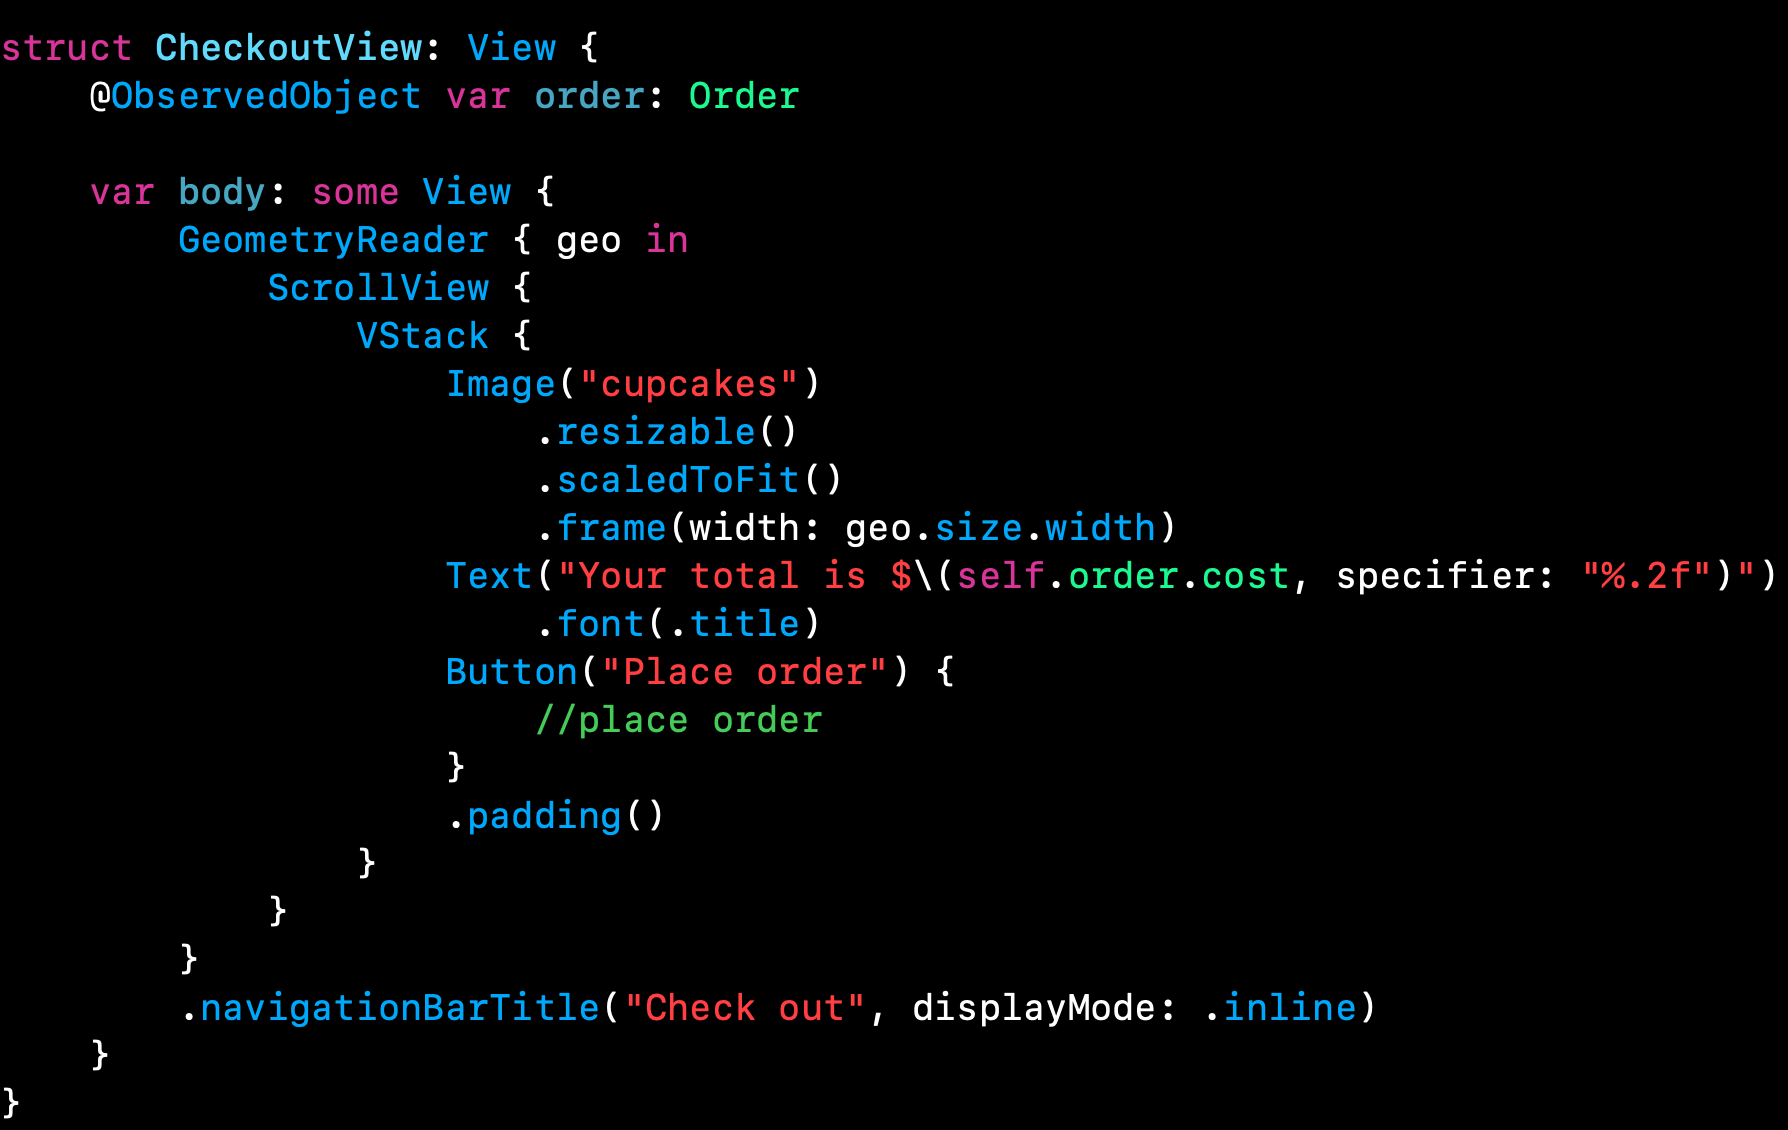 struct CheckoutView: View {
    @ObservedObject var order: Order

    var body: some View {
        GeometryReader { geo in
            ScrollView {
                VStack {
                    Image("cupcakes")
                        .resizable()
                        .scaledToFit()
                        .frame(width: geo.size.width)
                    Text("Your total is $\(self.order.cost, specifier: "%.2f")")
                        .font(.title)
                    Button("Place order") {
                        //place order
                    }
                    .padding()
                }
            }
        }
        .navigationBarTitle("Check out", displayMode: .inline)
    }
}